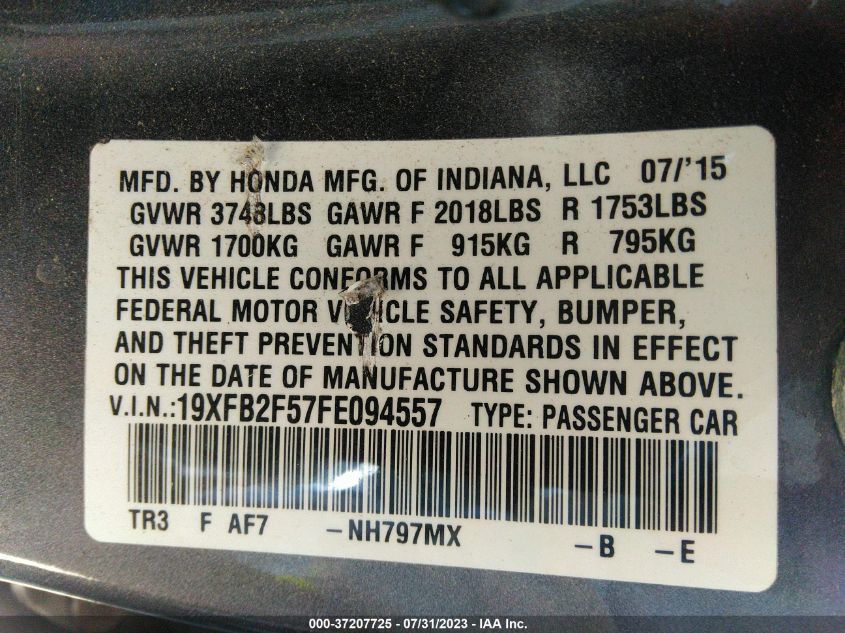 MFD. BY HONDA MFG. OF INDIANA, LLC 07/'15
GVWR 3748LBS GAWR F 2018LBS R 1753LBS
GVWR 1700KG GAWR F 915KG R 795KG
THIS VEHICLE CONFORMS TO ALL APPLICABLE
FEDERAL MOTOR VEHICLE SAFETY, BUMPER,
AND THEFT PREVENTION STANDARDS IN EFFECT
ON THE DATE OF MANUFACTURE SHOWN ABOVE.
V.I.N.:19XFB2F57FE094557 TYPE: PASSENGER CAR
TR3 F AF7 -NH797MX -B -E
000-37207725 - 07/31/2023 - IAA Inc.